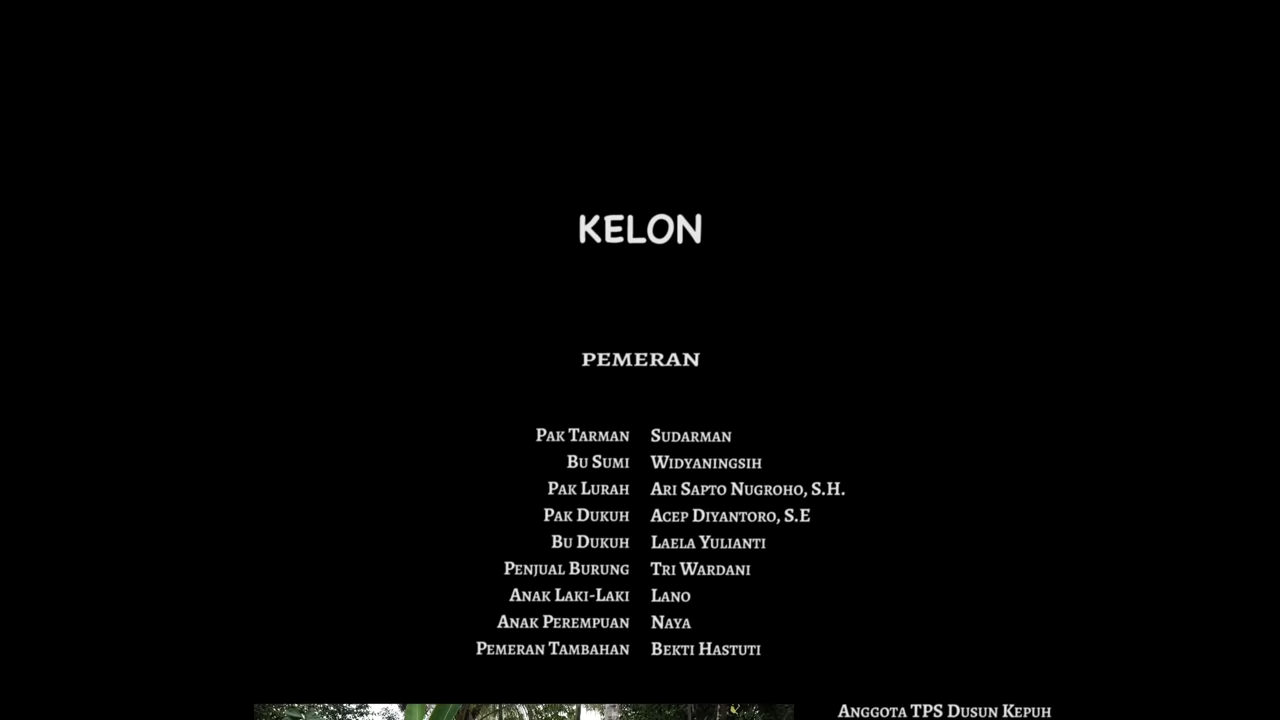 KELON
PEMERAN
Pak Tarman Sudarman
Bu Sumi Widyaningsih
Pak Lurah Ari Sapto Nugroho, S.H.
Pak Dukuh Acep Diyantoro, S.E
Bu Dukuh Laela Yulianti
Penjual Burung Tri Wardani
Anak Laki-Laki Lano
Anak Perempuan Naya
Pemeran Tambahan Bekti Hastuti
Anggota TPS Dusun Kepuh